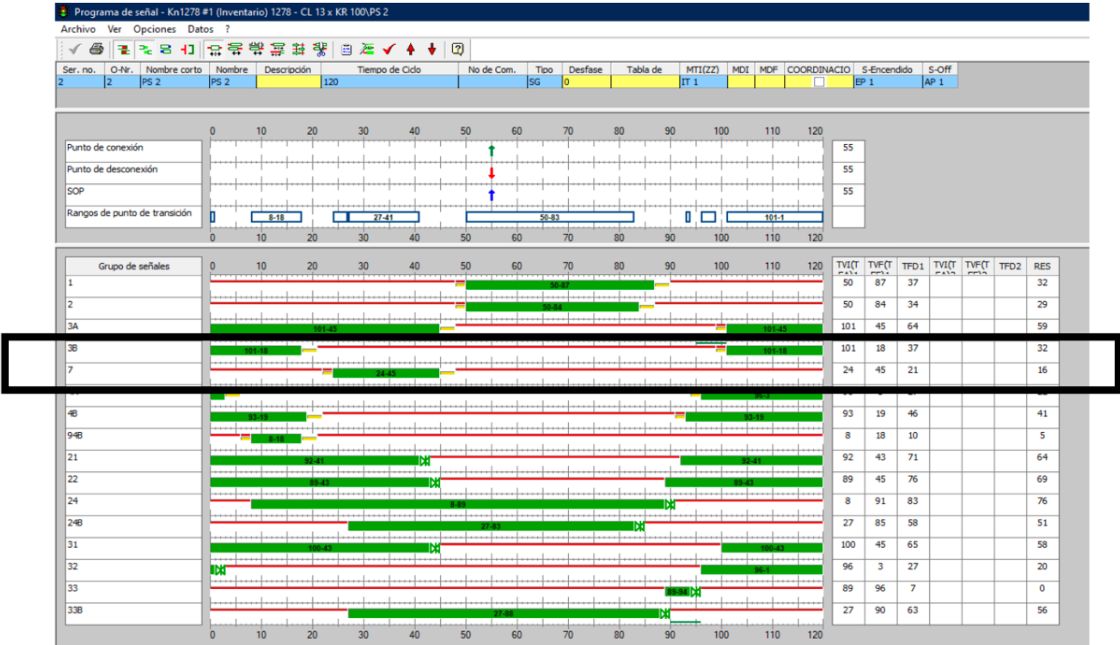 Programa de señal - Kn1278 #1 (Inventario) 1278 - CL 13 x KR 100\PS 2
Archivo Ver Opciones Datos ?
Ser. no. O-Nr. Nombre corto Nombre Descripción Tiempo de Ciclo No de Com. Tipo Desfase Tabla de MTI(ZZ) MDI MDF COORDINACIO S-Encendido S-Off
2 2 PS 2 PS 2 120 SG 0 IT 1 EP 1 AP 1
0 10 20 30 40 50 60 70 80 90 100 110 120
Punto de conexión 55
Punto de desconexión 55
SOP 55
Rangos de punto de transición 8-18 27-41 50-83 101-1
0 10 20 30 40 50 60 70 80 90 100 110 120
Grupo de señales 0 10 20 30 40 50 60 70 80 90 100 110 120 TVI(T TVF(T TFD1 TVI(T TVF(T TFD2 RES
1 50-87 50 87 37 32
2 50-84 50 84 34 29
3A 101-45 101-45 101 45 64 59
3B 101-18 101-18 101 18 37 32
7 24-45 24 45 21 16
4B 93-19 93-19 93 19 46 41
94B 8-18 8 18 10 5
21 92-41 92-41 92 43 71 64
22 89-43 89-43 89 45 76 69
24 8-89 8 91 83 76
24B 27-83 27 85 58 51
31 100-43 100-43 100 45 65 58
32 96-1 96 3 27 20
33 89-94 89 96 7 0
33B 27-88 27 90 63 56
0 10 20 30 40 50 60 70 80 90 100 110 120